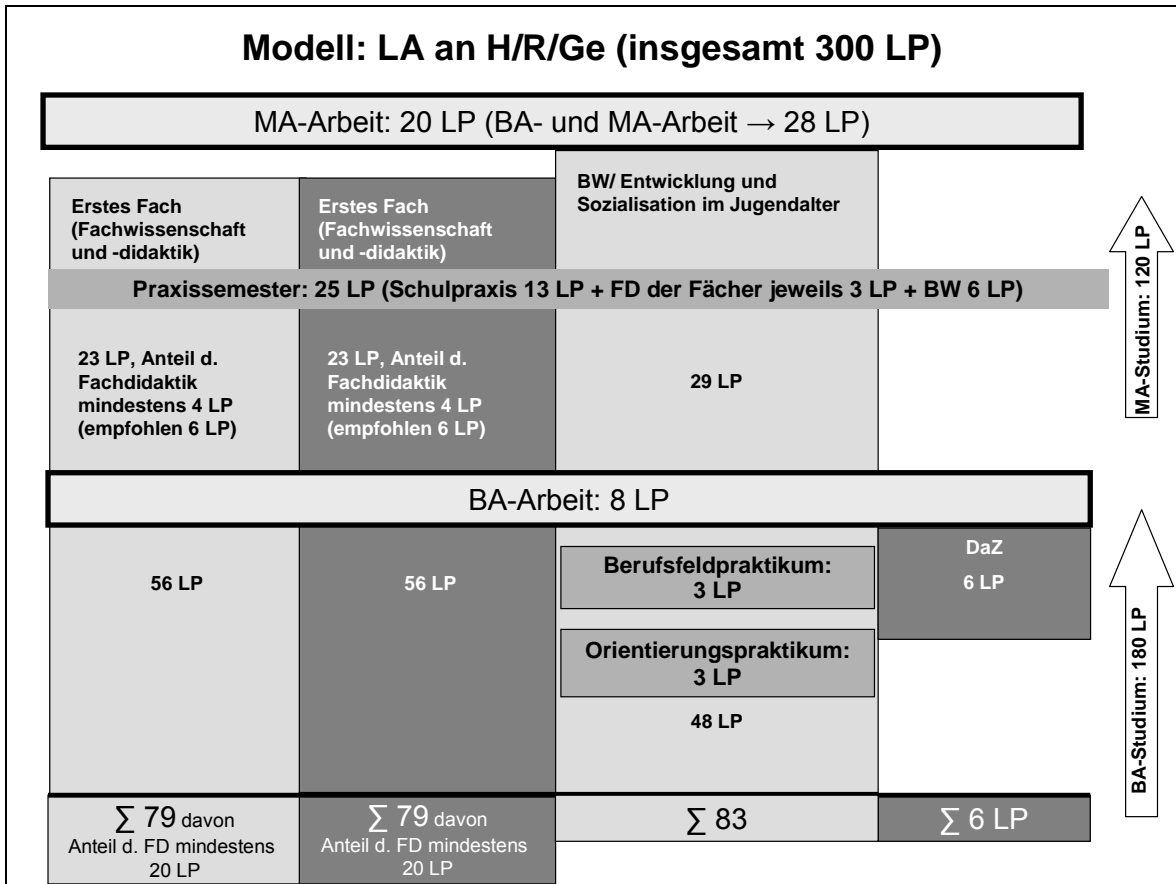 Modell: LA an H/R/Ge (insgesamt 300 LP)
MA-Arbeit: 20 LP (BA- und MA-Arbeit → 28 LP)
Erstes Fach
(Fachwissenschaft
und -didaktik)
Erstes Fach
(Fachwissenschaft
und -didaktik)
BW/ Entwicklung und
Sozialisation im Jugendalter
Praxissemester: 25 LP (Schulpraxis 13 LP + FD der Fächer jeweils 3 LP + BW 6 LP)
23 LP, Anteil d.
Fachdidaktik
mindestens 4 LP
(empfohlen 6 LP)
23 LP, Anteil d.
Fachdidaktik
mindestens 4 LP
(empfohlen 6 LP)
29 LP
MA-Studium: 120 LP
BA-Arbeit: 8 LP
56 LP
56 LP
Berufsfeldpraktikum:
3 LP
Orientierungspraktikum:
3 LP
48 LP
DaZ
6 LP
BA-Studium: 180 LP
∑ 79 davon
Anteil d. FD mindestens
20 LP
∑ 79 davon
Anteil d. FD mindestens
20 LP
∑ 83
∑ 6 LP